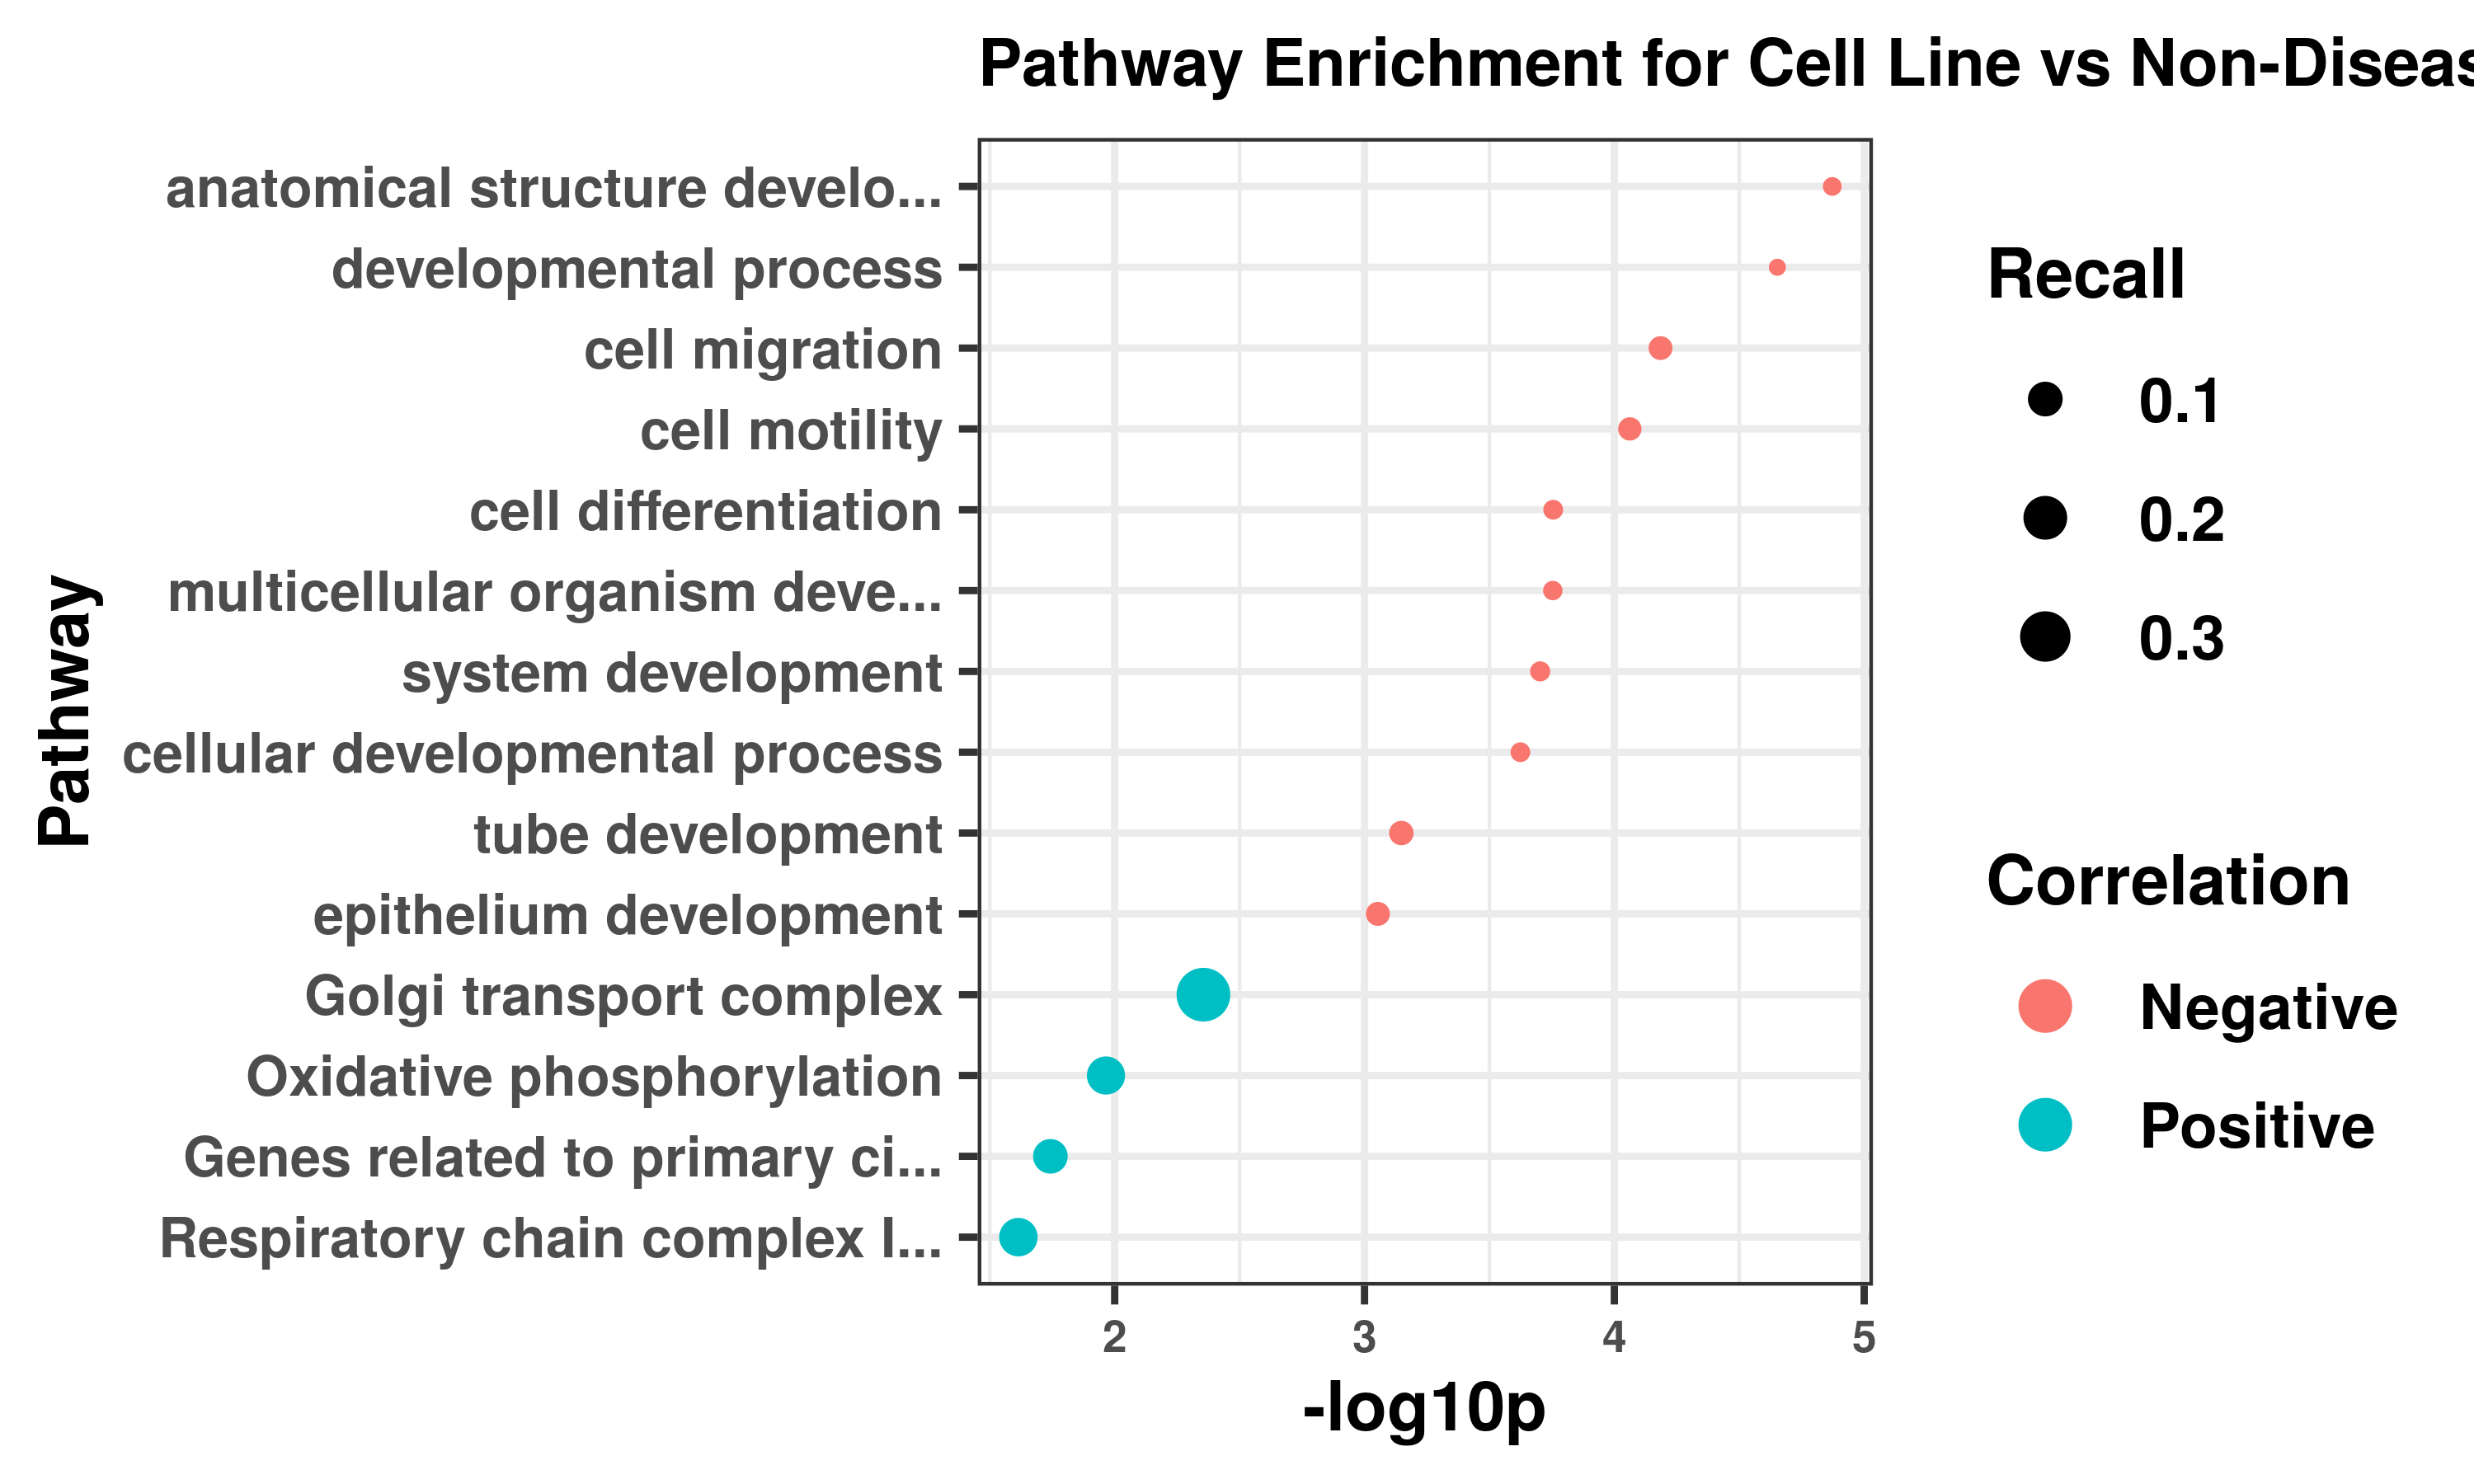 Pathway Enrichment for Cell Line vs Non-Diseas
anatomical structure develo...
developmental process
cell migration
cell motility
cell differentiation
multicellular organism deve...
system development
cellular developmental process
tube development
epithelium development
Golgi transport complex
Oxidative phosphorylation
Genes related to primary ci...
Respiratory chain complex I...
Pathway
2 3 4 5
-log10p
Recall
0.1
0.2
0.3
Correlation
Negative
Positive